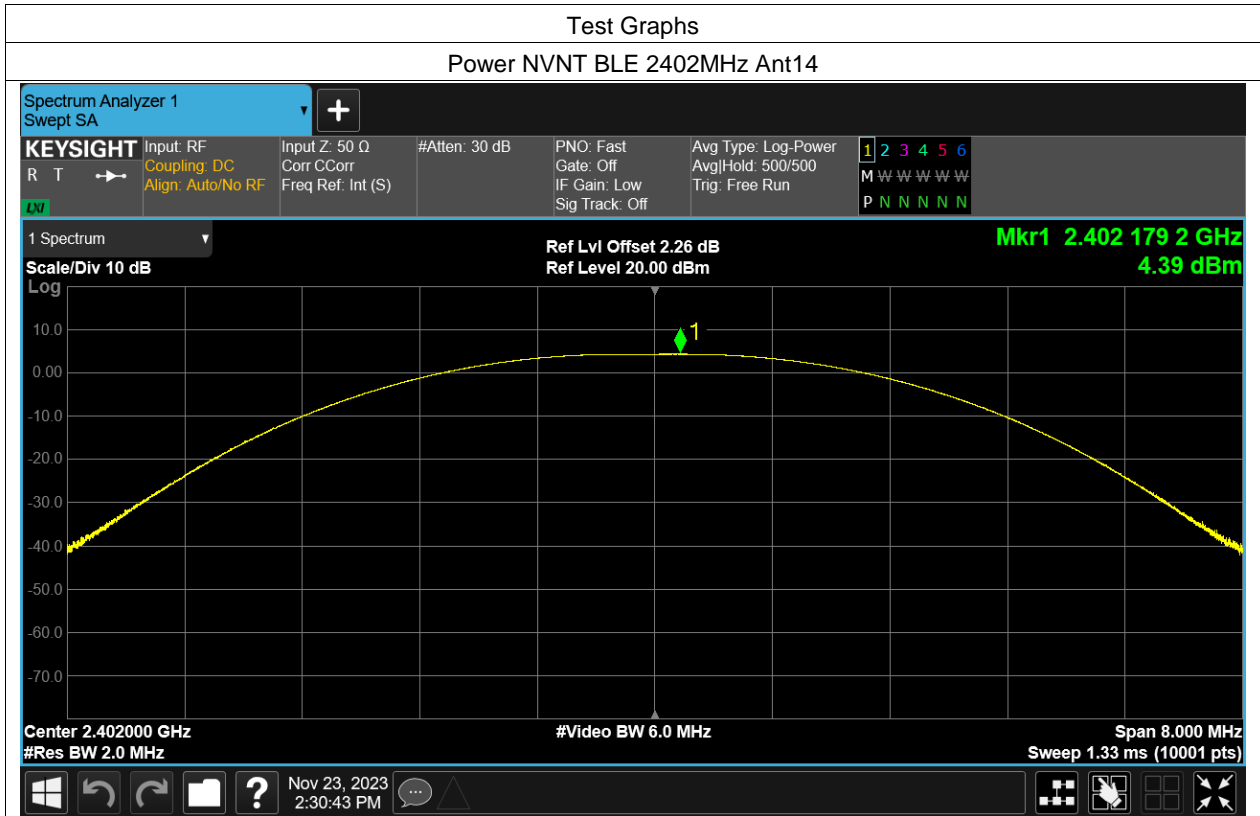 Test Graphs
Power NVNT BLE 2402MHz Ant14
Spectrum Analyzer 1
Swept SA
KEYSIGHT
R T
LXI
Input: RF
Coupling: DC
Align: Auto/No RF
Input Z: 50 Ω
Corr CCorr
Freq Ref: Int (S)
#Atten: 30 dB
PNO: Fast
Gate: Off
IF Gain: Low
Sig Track: Off
Avg Type: Log-Power
Avg|Hold: 500/500
Trig: Free Run
1 2 3 4 5 6
M W W W W W
P N N N N N
1 Spectrum
Scale/Div 10 dB
Ref Lvl Offset 2.26 dB
Ref Level 20.00 dBm
Mkr1 2.402 179 2 GHz
4.39 dBm
Log
10.0
0.00
-10.0
-20.0
-30.0
-40.0
-50.0
-60.0
-70.0
1
Center 2.402000 GHz
#Res BW 2.0 MHz
#Video BW 6.0 MHz
Span 8.000 MHz
Sweep 1.33 ms (10001 pts)
?
Nov 23, 2023
2:30:43 PM